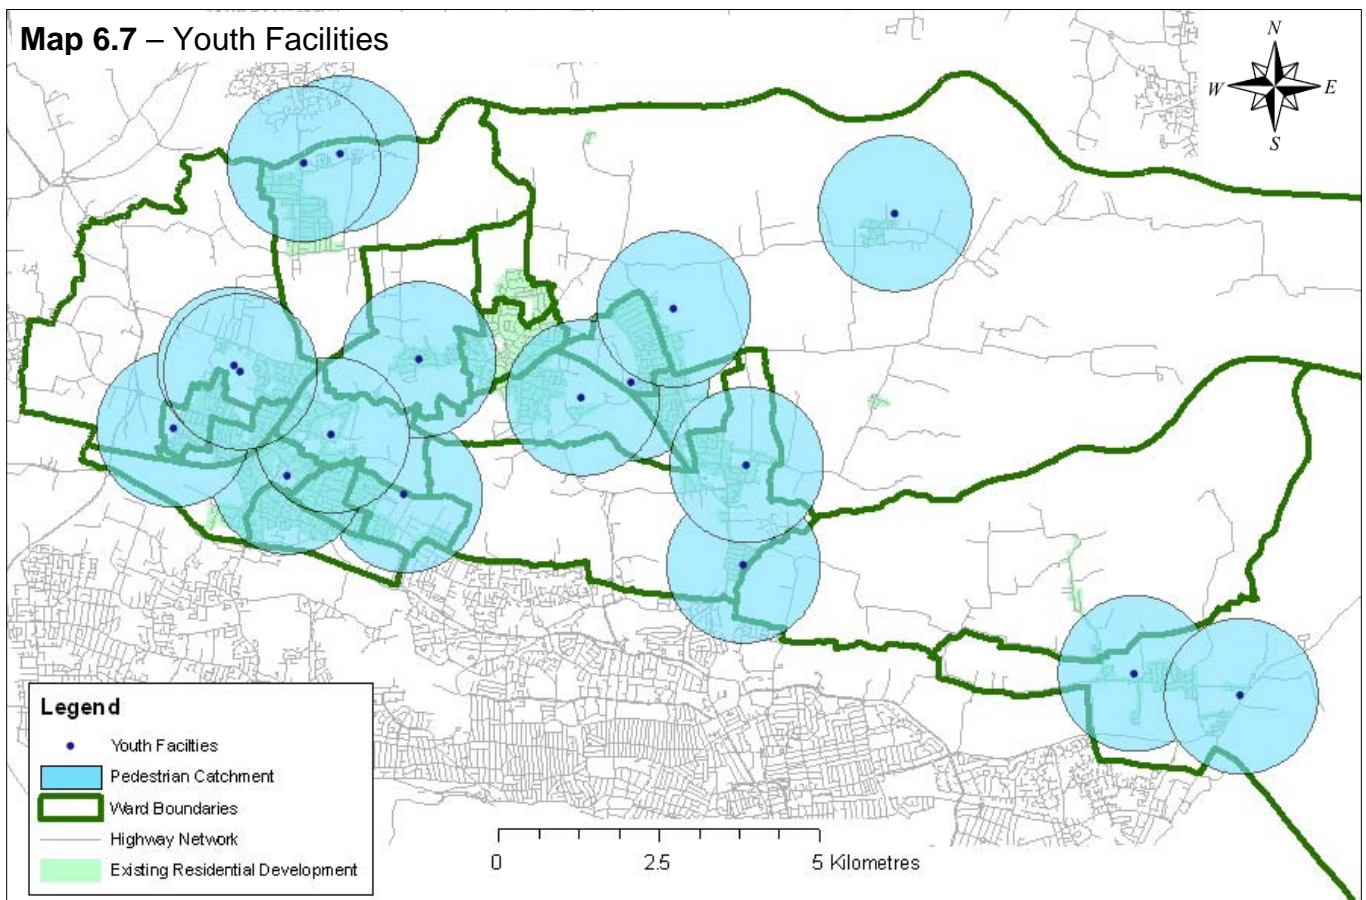 Map 6.7 – Youth Facilities
N
W E
S
Legend
Youth Facilties
Pedestrian Catchment
Ward Boundaries
Highway Network
Existing Residential Development
0 2.5 5 Kilometres